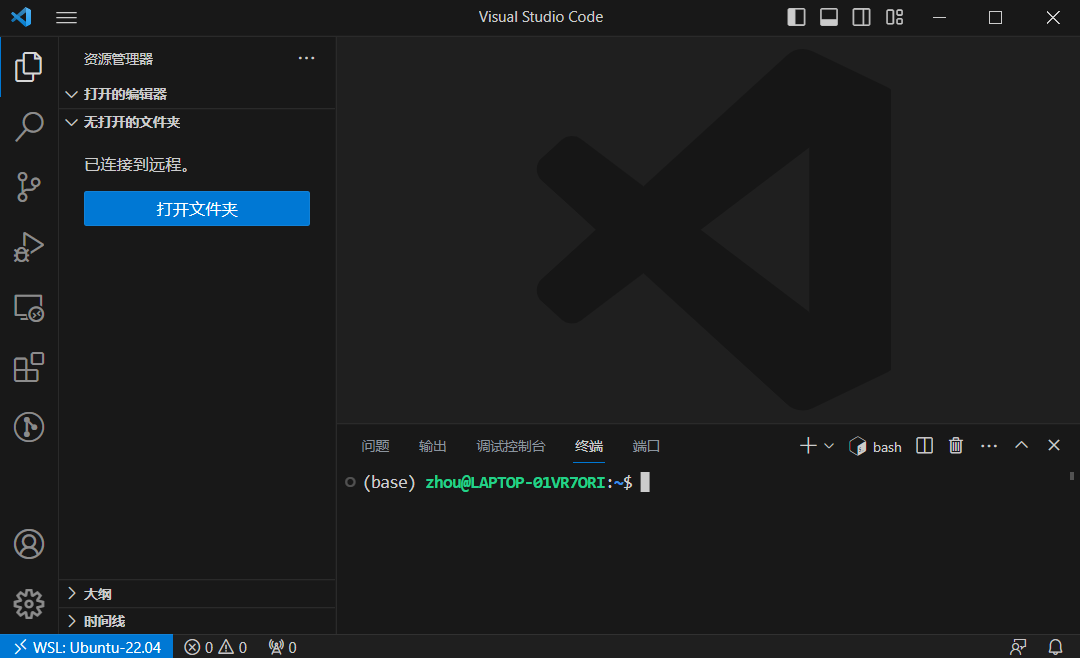 Visual Studio Code
资源管理器
打开的编辑器
无打开的文件夹
已连接到远程。
打开文件夹
大纲
时间线
问题 输出 调试控制台 终端 端口 bash
(base) zhou@LAPTOP-01VR7ORI:~$
WSL: Ubuntu-22.04 0 0 0